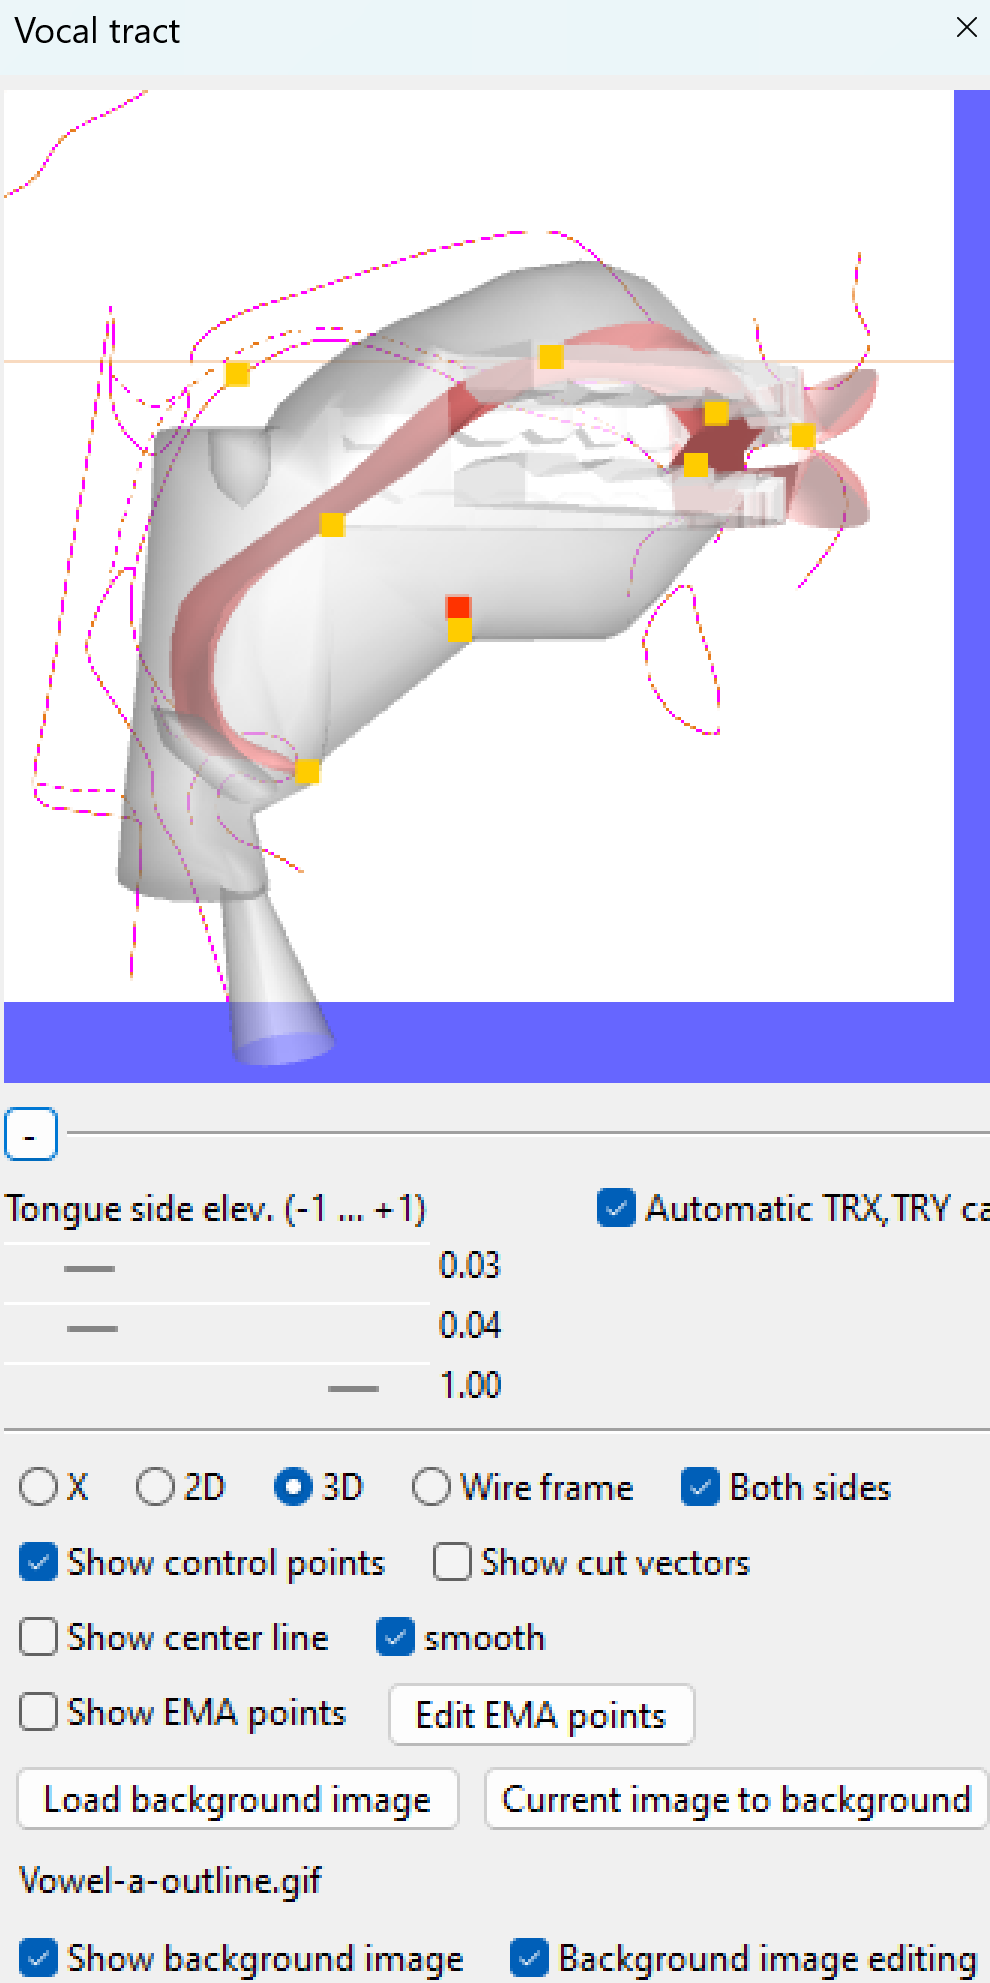 Vocal tract
-
Tongue side elev. (-1 ... +1) Automatic TRX,TRY ca
0.03
0.04
1.00
X 2D 3D Wire frame Both sides
Show control points Show cut vectors
Show center line smooth
Show EMA points Edit EMA points
Load background image Current image to background
Vowel-a-outline.gif
Show background image Background image editing